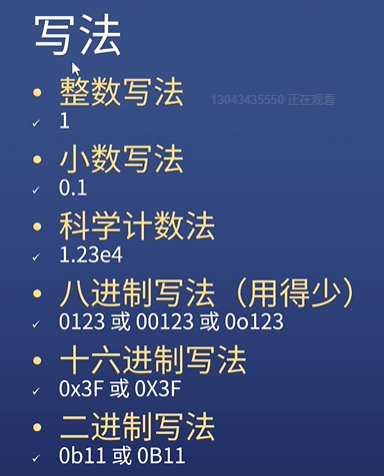 写法
整数写法
13043435550 正在观看
1
小数写法
0.1
科学计数法
1.23e4
八进制写法（用得少）
0123 或 00123 或 0o123
十六进制写法
0x3F 或 0X3F
二进制写法
0b11 或 0B11